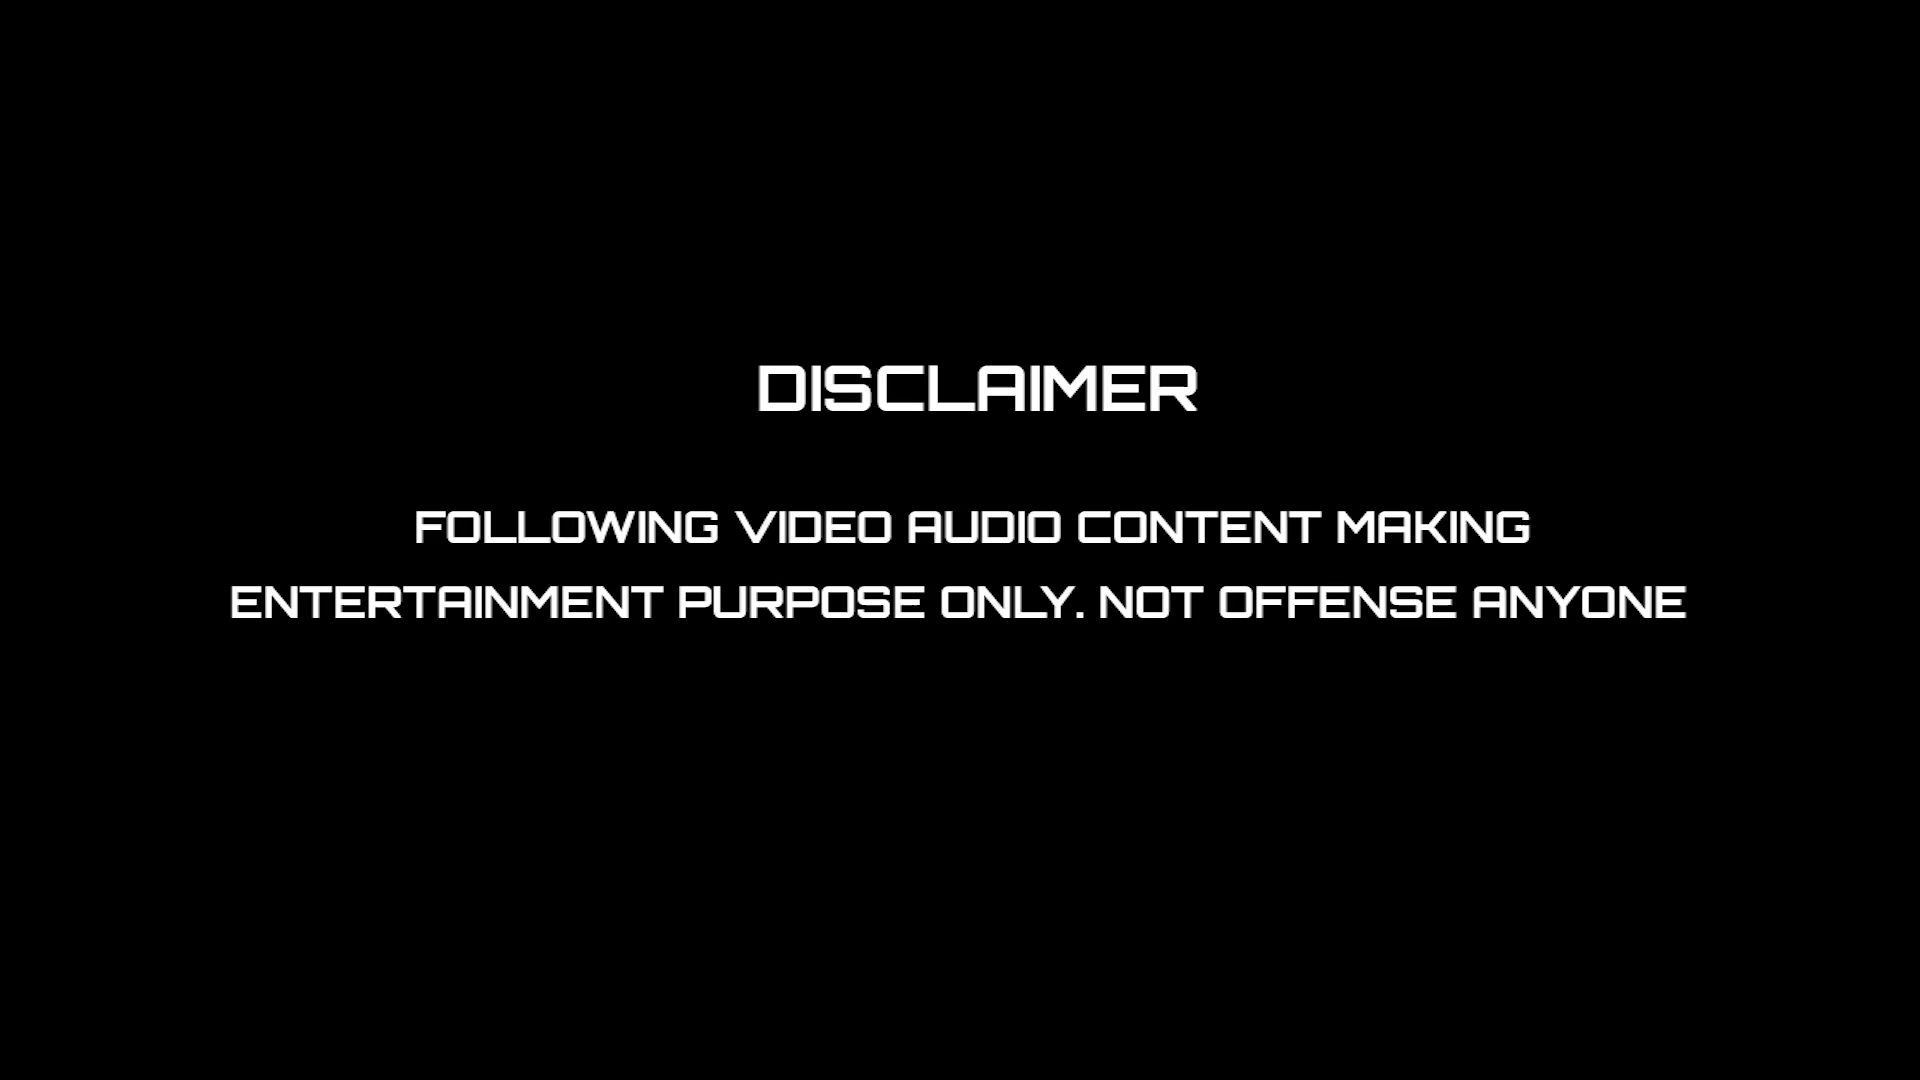 DISCLAIMER
FOLLOWING VIDEO AUDIO CONTENT MAKING
ENTERTAINMENT PURPOSE ONLY. NOT OFFENSE ANYONE